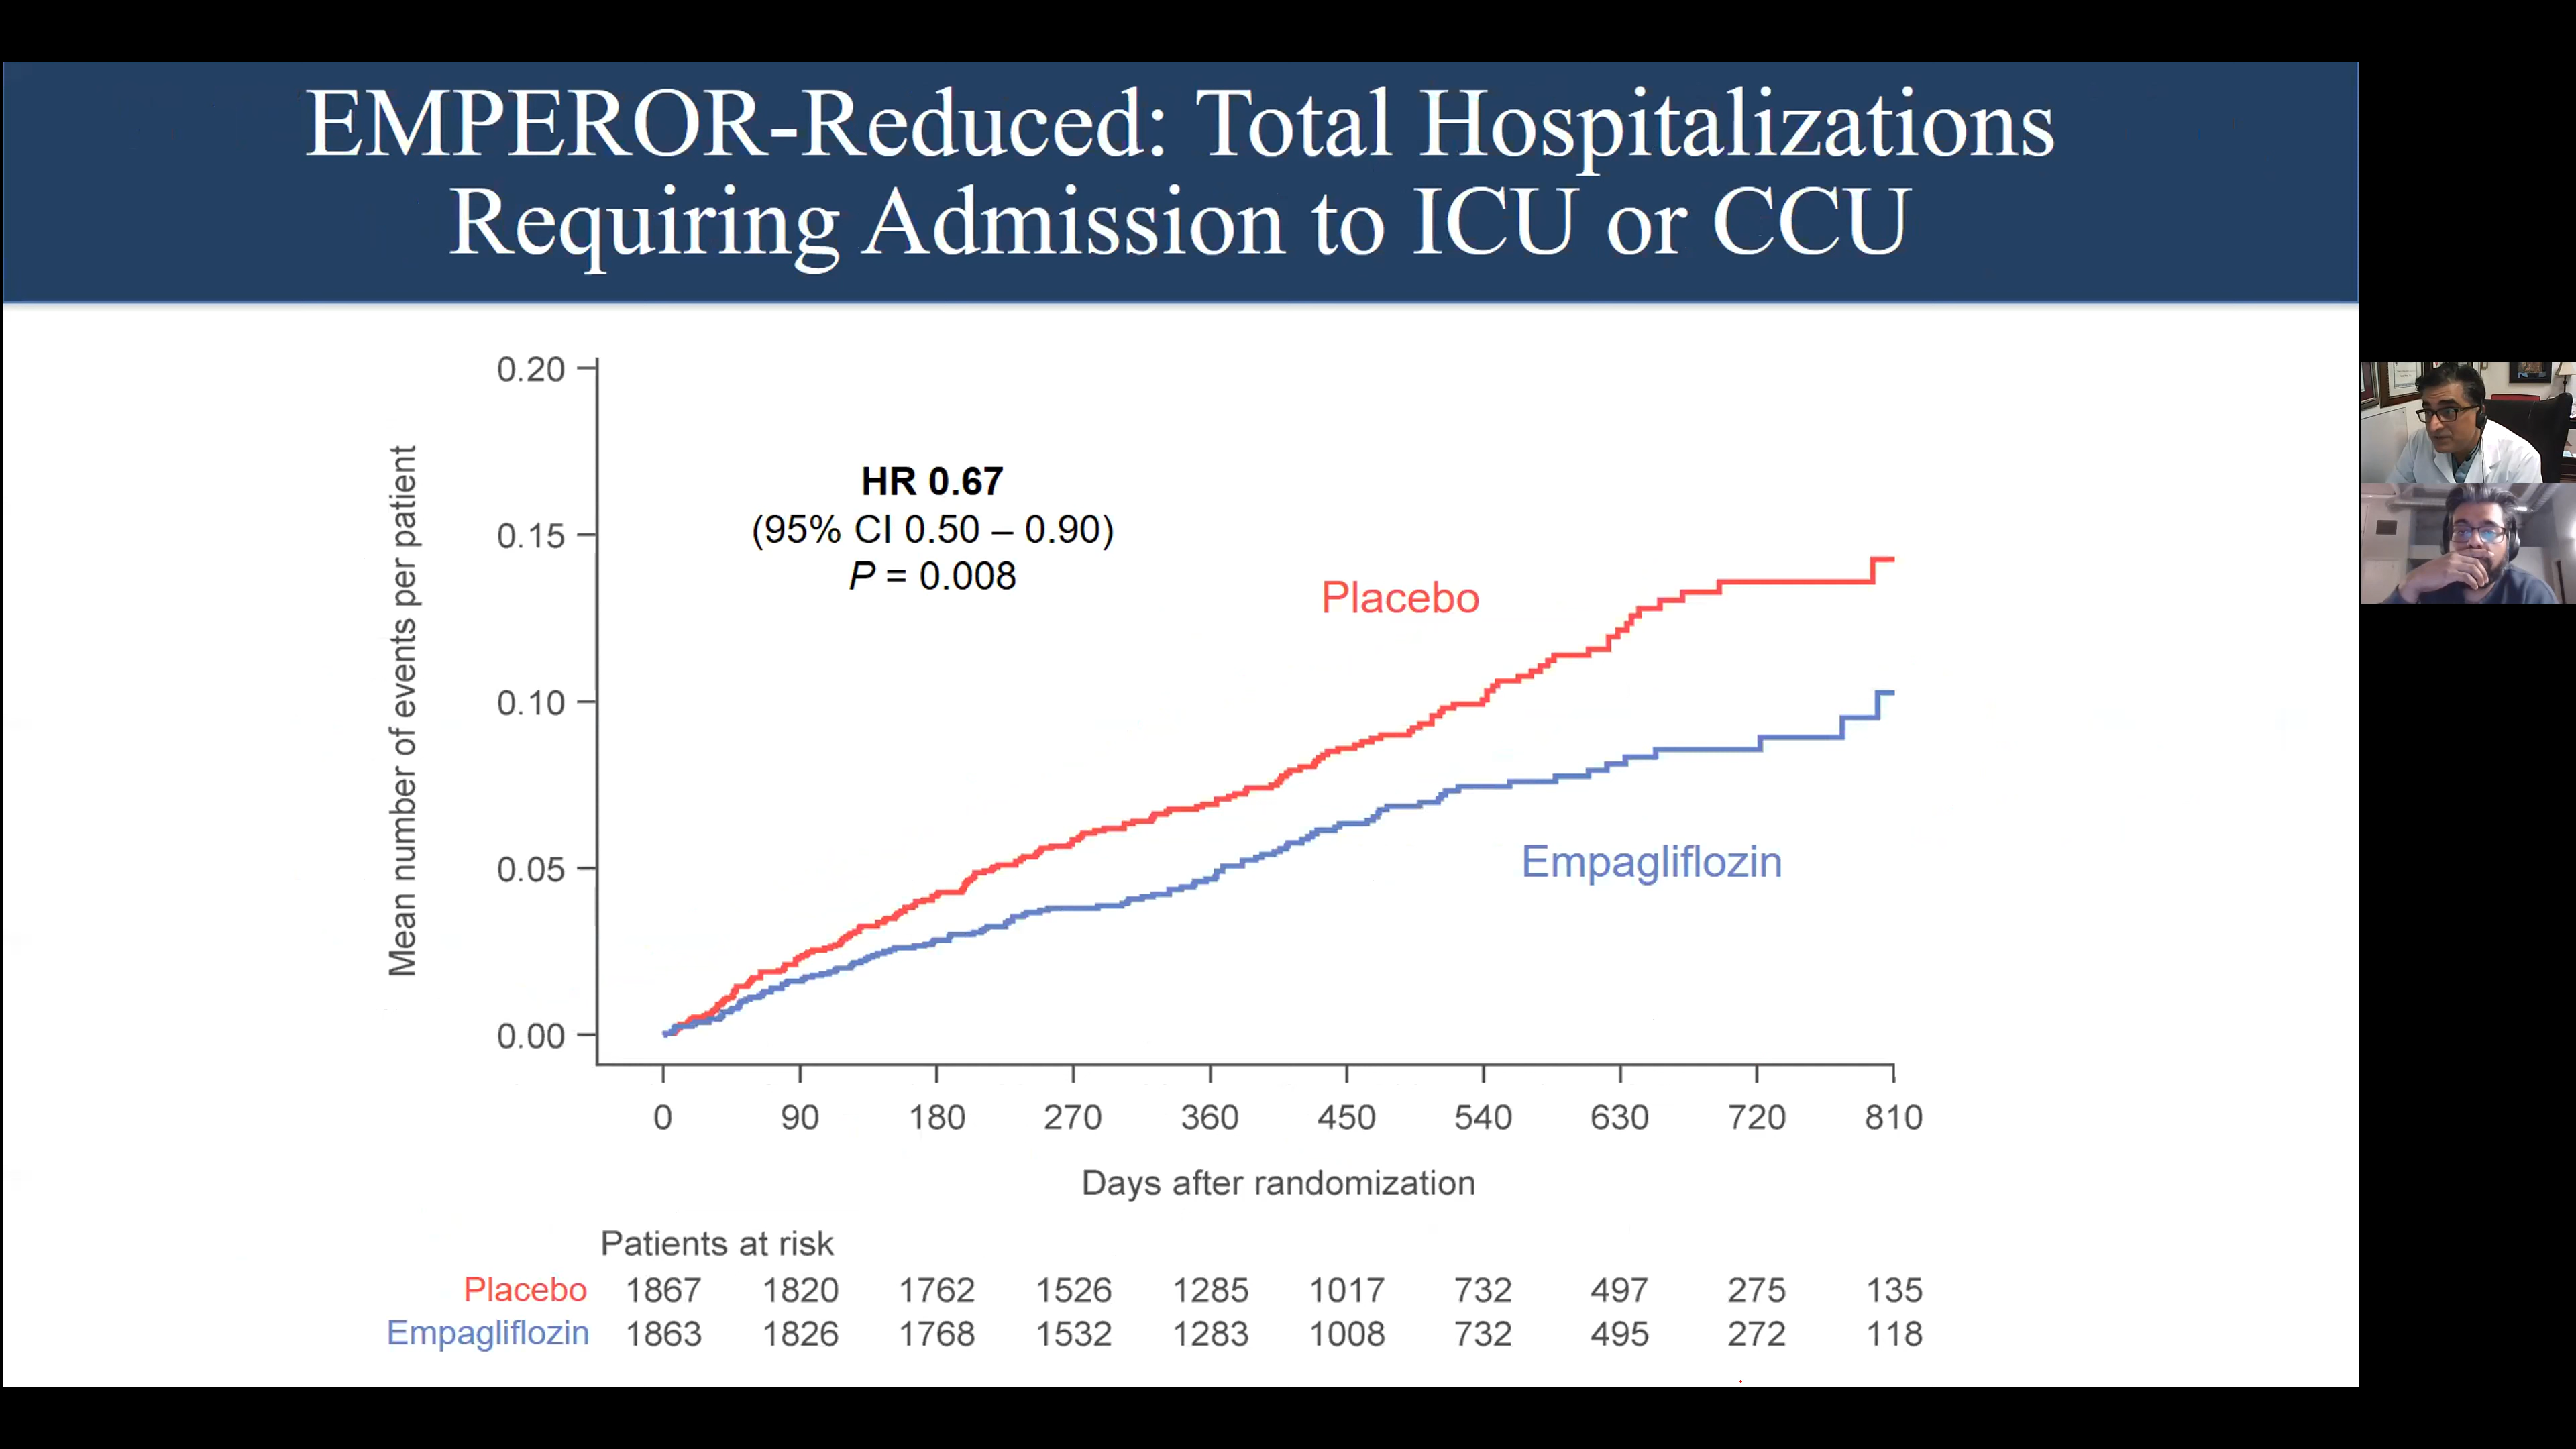 EMPEROR-Reduced: Total Hospitalizations
Requiring Admission to ICU or CCU
Mean number of events per patient
0.20
0.15
0.10
0.05
0.00
HR 0.67
(95% CI 0.50 – 0.90)
P = 0.008
Placebo
Empagliflozin
0 90 180 270 360 450 540 630 720 810
Days after randomization
Patients at risk
Placebo 1867 1820 1762 1526 1285 1017 732 497 275 135
Empagliflozin 1863 1826 1768 1532 1283 1008 732 495 272 118